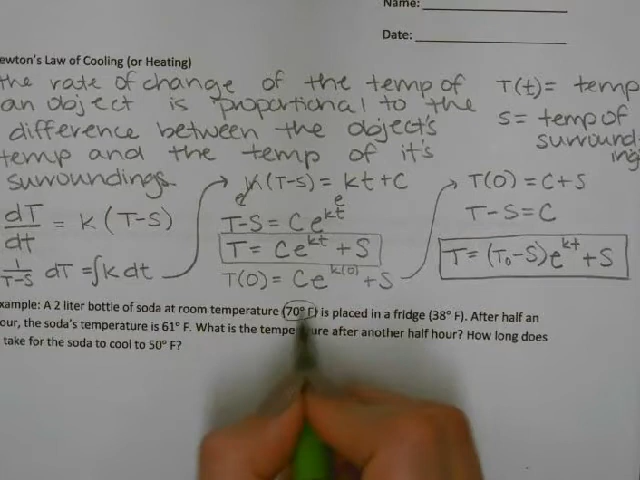 Name:
Date:
ewton's Law of Cooling (or Heating)
the rate of change of the temp of
an object is proportional to the
difference between the object's
temp and the temp of it's
surroundings.
T(t) = temp
S = temp of
surround
ing
dT/dt = k(T-S)
1/T-S dT = ∫k dt
(T-S) = kt + C
e e
T-S = Ce^kt
T = Ce^kt + S
T(0) = Ce^k(0) + S
T(0) = C + S
T - S = C
T = (T₀-S)e^kt + S
xample: A 2 liter bottle of soda at room temperature (70° F) is placed in a fridge (38° F). After half an
our, the soda's temperature is 61° F. What is the tempe ure after another half hour? How long does
take for the soda to cool to 50° F?